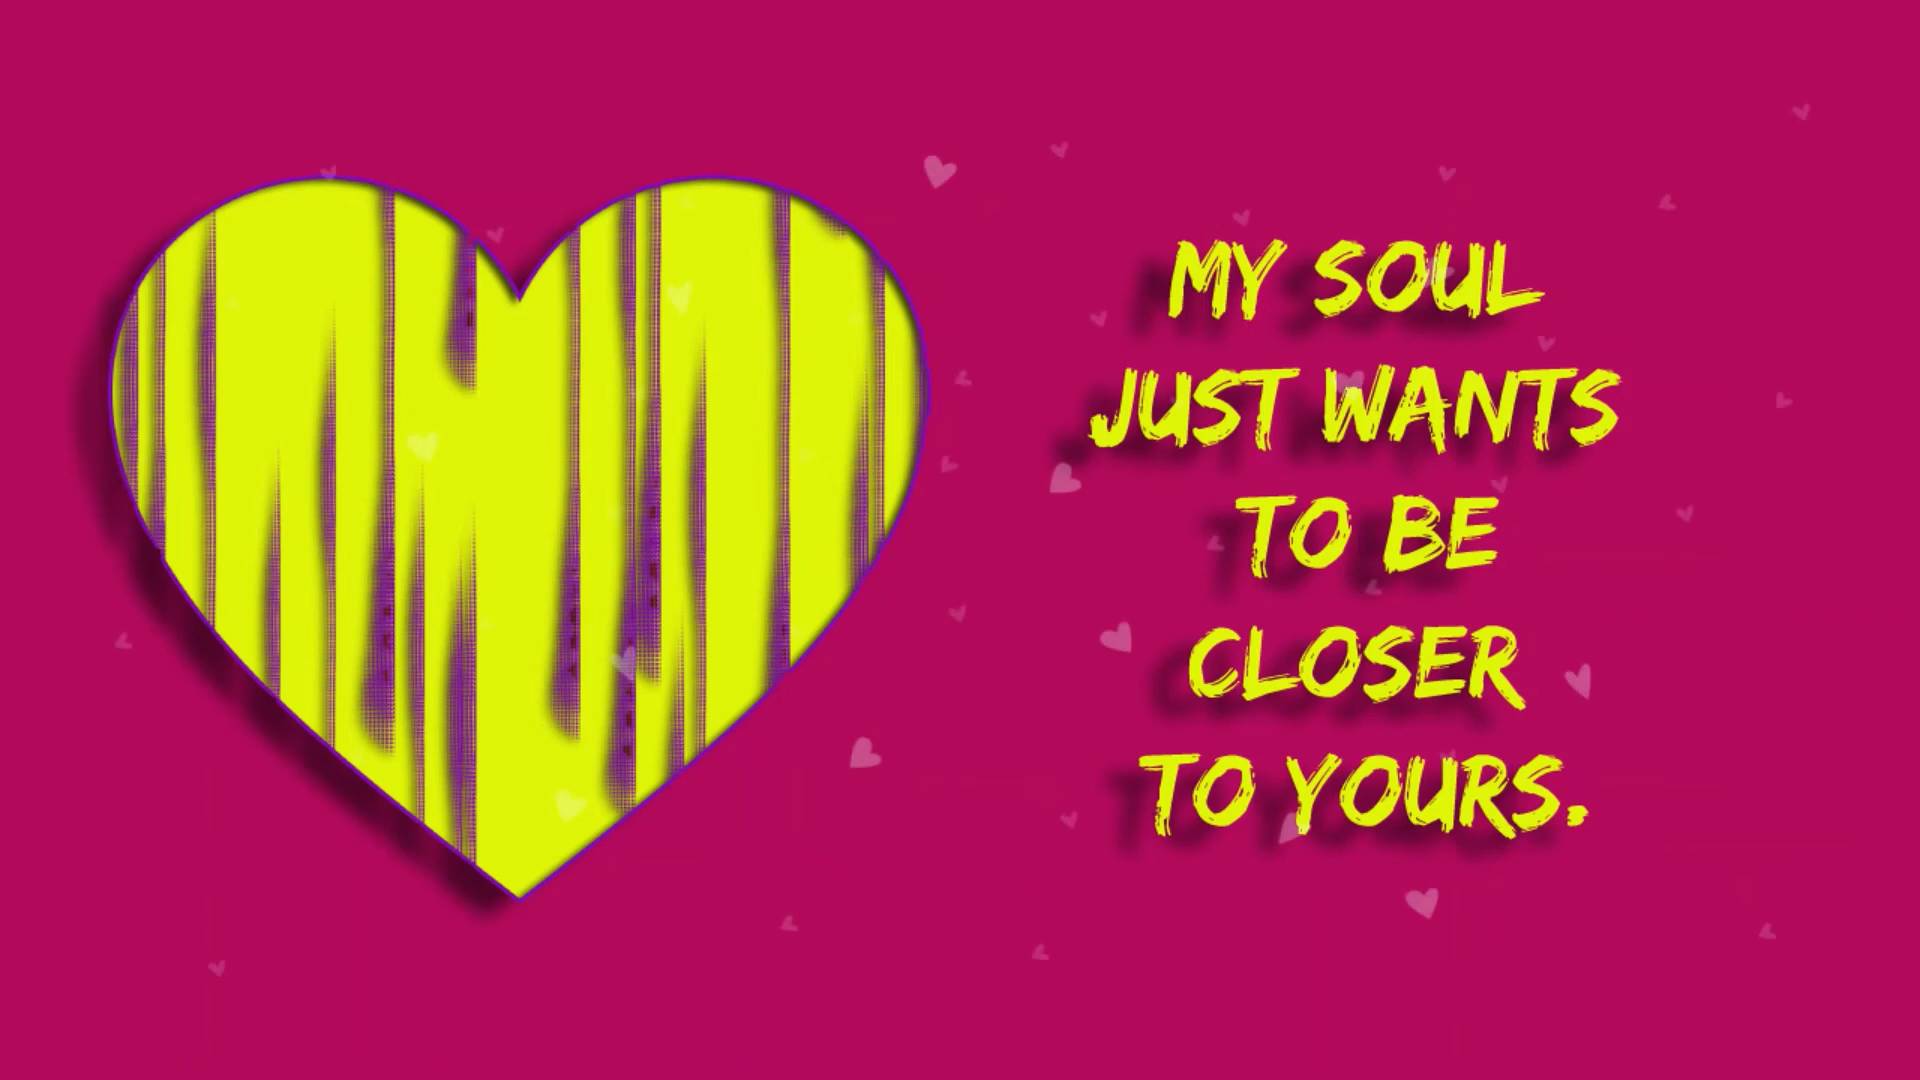 MY SOUL
JUST WANTS
TO BE
CLOSER
TO YOURS.